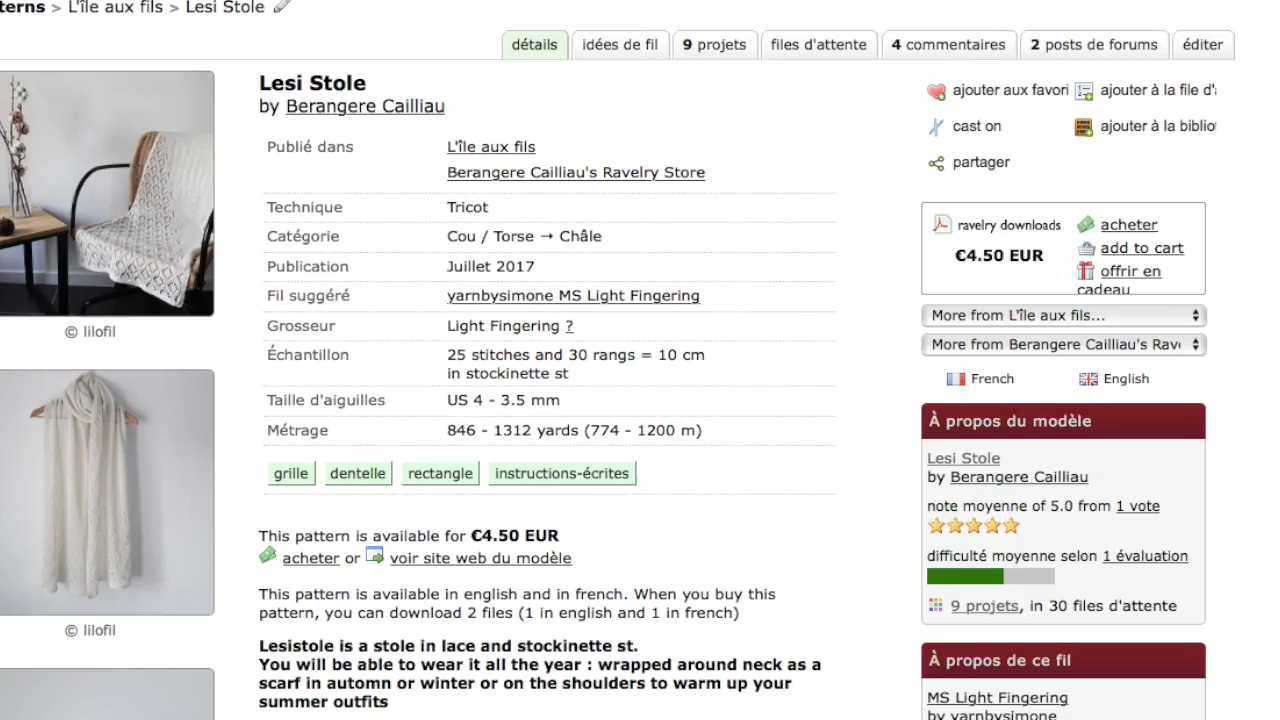 terns > L'île aux fils > Lesi Stole
détails idées de fil 9 projets files d'attente 4 commentaires 2 posts de forums éditer
Lesi Stole
by Berangere Cailliau
Publié dans L'île aux fils
Berangere Cailliau's Ravelry Store
Technique Tricot
Catégorie Cou / Torse → Châle
Publication Juillet 2017
Fil suggéré yarnbysimone MS Light Fingering
Grosseur Light Fingering ?
Échantillon 25 stitches and 30 rangs = 10 cm
in stockinette st
Taille d'aiguilles US 4 - 3.5 mm
Métrage 846 - 1312 yards (774 - 1200 m)
grille dentelle rectangle instructions-écrites
This pattern is available for €4.50 EUR
acheter or voir site web du modèle
This pattern is available in english and in french. When you buy this
pattern, you can download 2 files (1 in english and 1 in french)
Lesistole is a stole in lace and stockinette st.
You will be able to wear it all the year : wrapped around neck as a
scarf in automn or winter or on the shoulders to warm up your
summer outfits
© lilofil
© lilofil
ajouter aux favori ajouter à la file d'a
cast on ajouter à la biblio
partager
ravelry downloads
€4.50 EUR
acheter
add to cart
offrir en
cadeau
More from L'île aux fils...
More from Berangere Cailliau's Rav
French English
À propos du modèle
Lesi Stole
by Berangere Cailliau
note moyenne of 5.0 from 1 vote
difficulté moyenne selon 1 évaluation
9 projets, in 30 files d'attente
À propos de ce fil
MS Light Fingering
by yarnbysimone